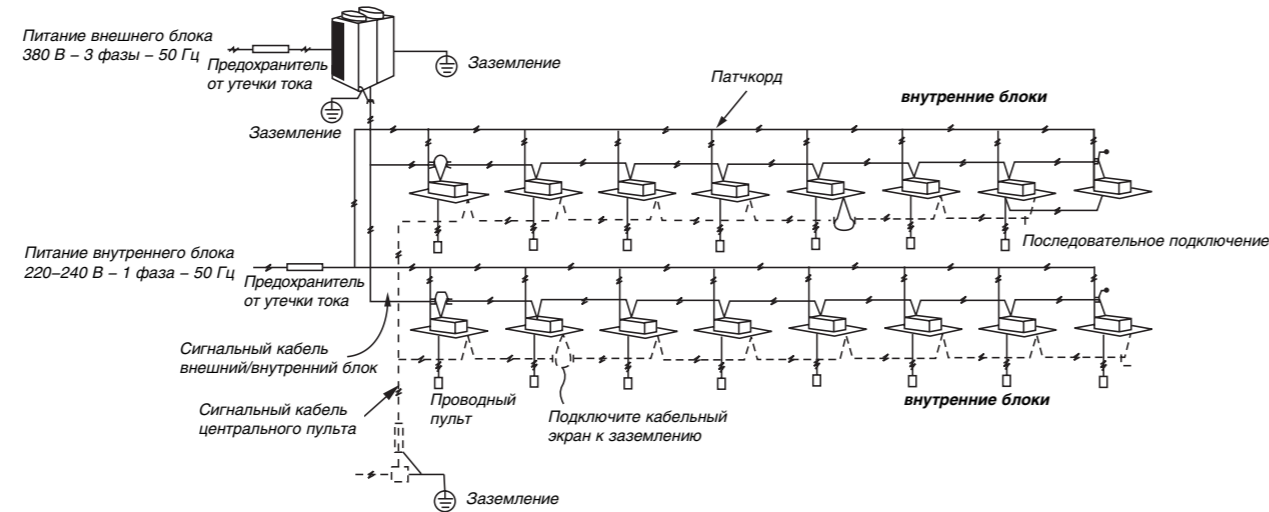 Питание внешнего блока
380 В – 3 фазы – 50 Гц
Предохранитель
от утечки тока
Заземление
Заземление
Патчкорд
внутренние блоки
Последовательное подключение
Питание внутреннего блока
220–240 В – 1 фаза – 50 Гц
Предохранитель
от утечки тока
Сигнальный кабель
внешний/внутренний блок
Сигнальный кабель
центрального пульта
Проводный
пульт
Подключите кабельный
экран к заземлению
внутренние блоки
Заземление